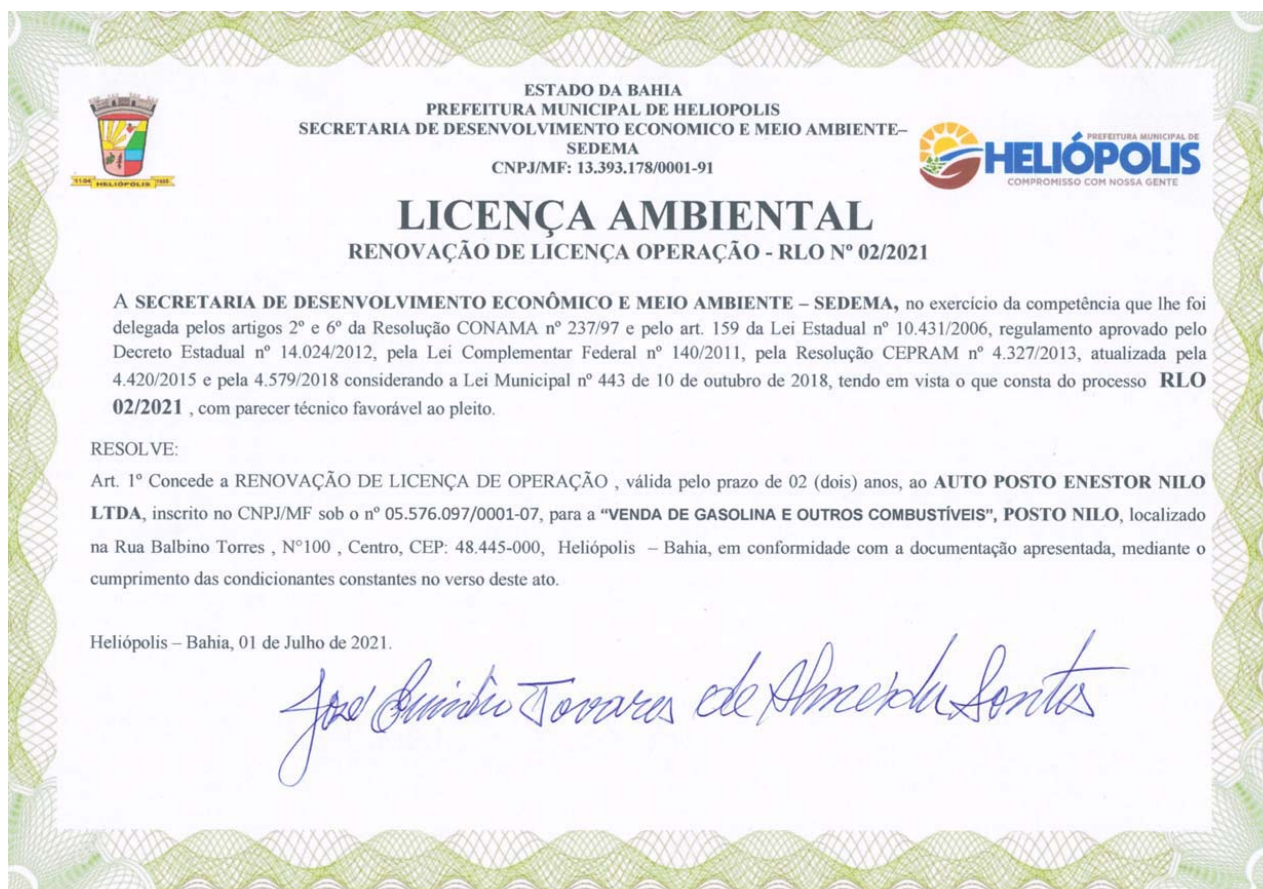 ESTADO DA BAHIA
PREFEITURA MUNICIPAL DE HELIOPOLIS
SECRETARIA DE DESENVOLVIMENTO ECONOMICO E MEIO AMBIENTE–
SEDEMA
CNPJ/MF: 13.393.178/0001-91
HELIÓPOLIS
PREFEITURA MUNICIPAL DE
HELIÓPOLIS
COMPROMISSO COM NOSSA GENTE
LICENÇA AMBIENTAL
RENOVAÇÃO DE LICENÇA OPERAÇÃO - RLO Nº 02/2021
A SECRETARIA DE DESENVOLVIMENTO ECONÔMICO E MEIO AMBIENTE – SEDEMA, no exercício da competência que lhe foi
delegada pelos artigos 2º e 6º da Resolução CONAMA nº 237/97 e pelo art. 159 da Lei Estadual nº 10.431/2006, regulamento aprovado pelo
Decreto Estadual nº 14.024/2012, pela Lei Complementar Federal nº 140/2011, pela Resolução CEPRAM nº 4.327/2013, atualizada pela
4.420/2015 e pela 4.579/2018 considerando a Lei Municipal nº 443 de 10 de outubro de 2018, tendo em vista o que consta do processo RLO
02/2021 , com parecer técnico favorável ao pleito.
RESOLVE:
Art. 1º Concede a RENOVAÇÃO DE LICENÇA DE OPERAÇÃO , válida pelo prazo de 02 (dois) anos, ao AUTO POSTO ENESTOR NILO
LTDA, inscrito no CNPJ/MF sob o nº 05.576.097/0001-07, para a “VENDA DE GASOLINA E OUTROS COMBUSTÍVEIS”, POSTO NILO, localizado
na Rua Balbino Torres , N°100 , Centro, CEP: 48.445-000, Heliópolis – Bahia, em conformidade com a documentação apresentada, mediante o
cumprimento das condicionantes constantes no verso deste ato.
Heliópolis – Bahia, 01 de Julho de 2021.
José Tavares de Almeida Santos